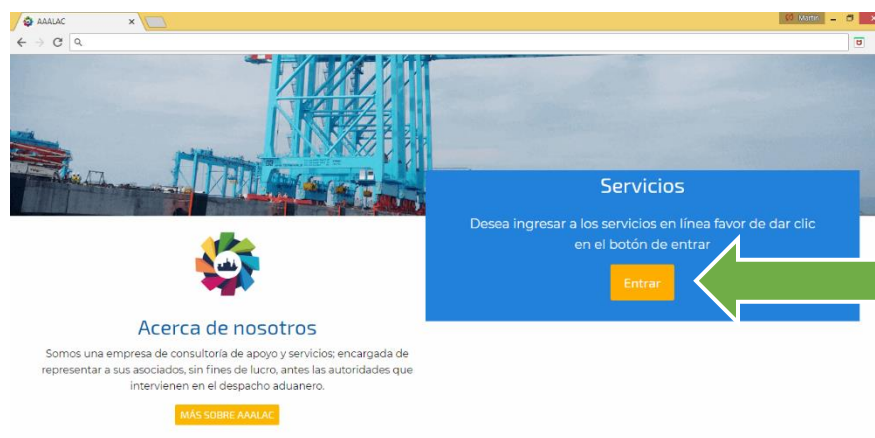 AAALAC
Martin
Servicios
Desea ingresar a los servicios en línea favor de dar clic
en el botón de entrar
Entrar
Acerca de nosotros
Somos una empresa de consultoría de apoyo y servicios; encargada de
representar a sus asociados, sin fines de lucro, antes las autoridades que
intervienen en el despacho aduanero.
MÁS SOBRE AAALAC